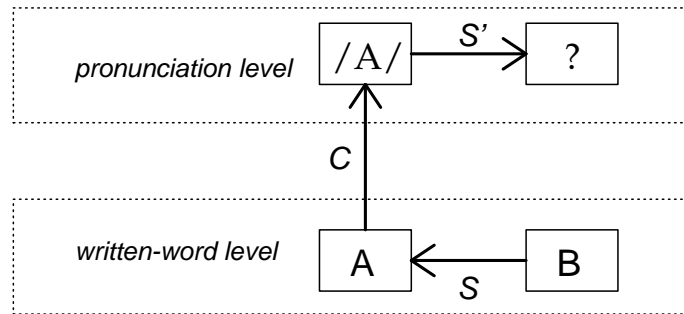 S’
pronunciation level /A/ ?
C
written-word level A B
S